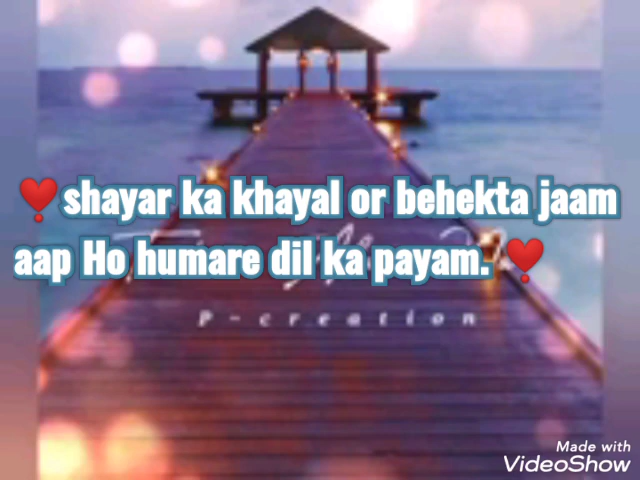 ❣shayar ka khayal or behekta jaam
aap Ho humare dil ka payam. ❣
P-creation
Made with
VideoShow